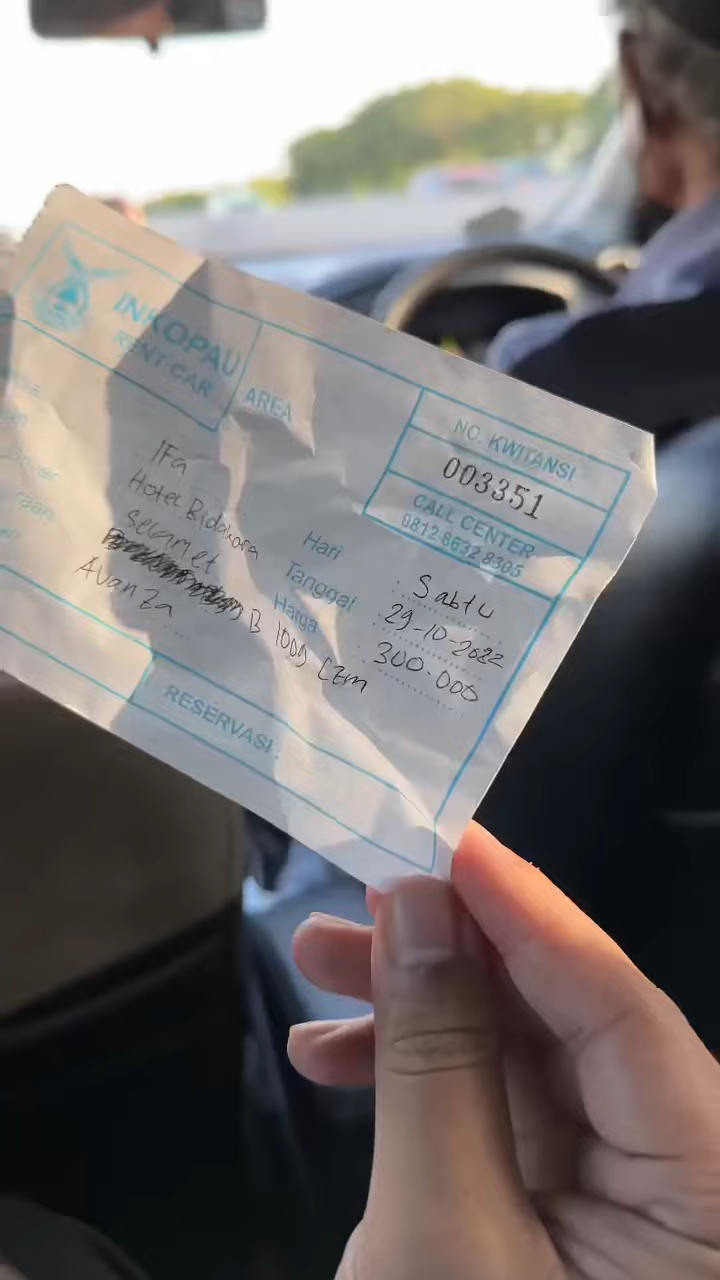 INKOPAU
RENT CAR
AREA
NO. KWITANSI
003351
CALL CENTER
0812 8632 8305
IFa
Hotel Bidakara
Selamet
B 1009 CZM
Avanza
Hari : Sabtu
Tanggal 29-10-2022
Harga 300.000
RESERVASI :